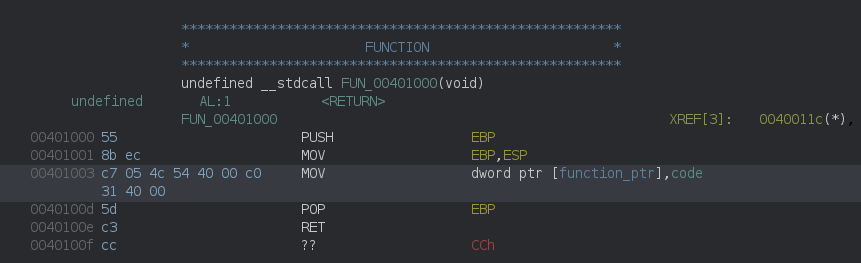 *******************************************************
* FUNCTION *
*******************************************************
undefined __stdcall FUN_00401000(void)
undefined AL:1 <RETURN>
FUN_00401000 XREF[3]: 0040011c(*),
00401000 55 PUSH EBP
00401001 8b ec MOV EBP,ESP
00401003 c7 05 4c 54 40 00 c0 MOV dword ptr [function_ptr],code
31 40 00
0040100d 5d POP EBP
0040100e c3 RET
0040100f cc ?? CCh